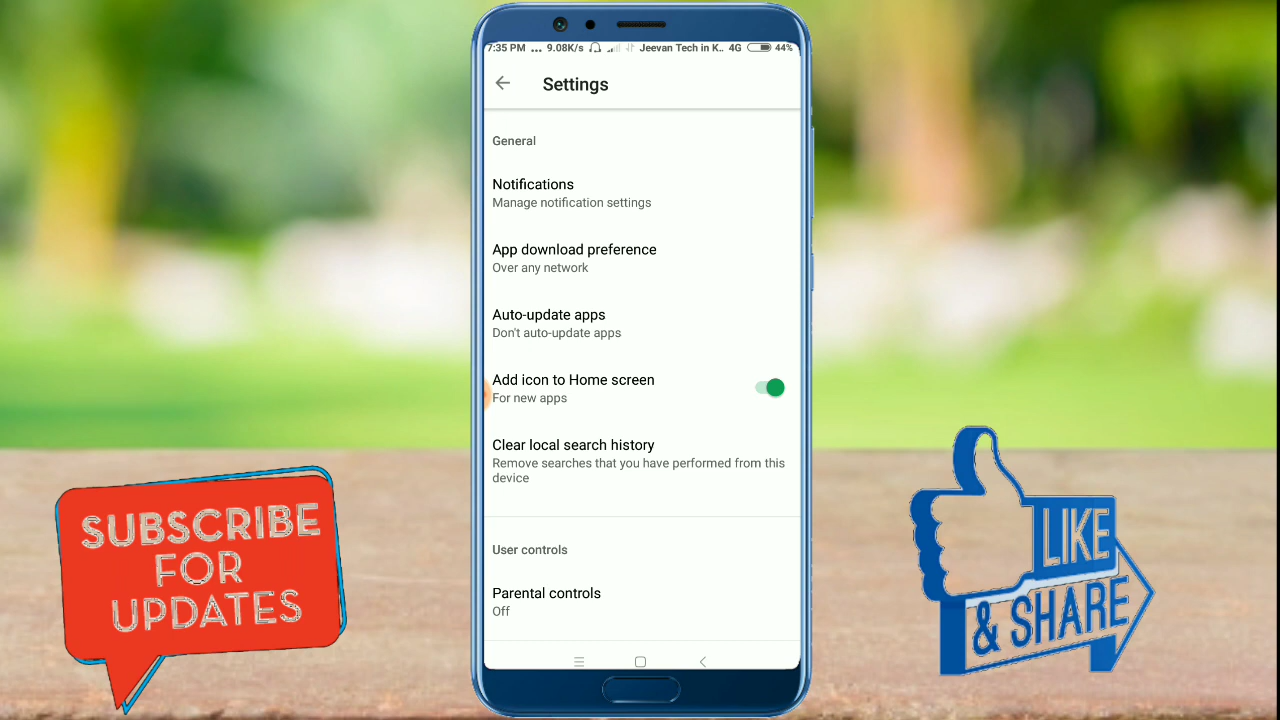 7:35 PM ... 9.08K/s Jeevan Tech in K.. 4G 44%
Settings
General
Notifications
Manage notification settings
App download preference
Over any network
Auto-update apps
Don't auto-update apps
Add icon to Home screen
For new apps
Clear local search history
Remove searches that you have performed from this
device
User controls
Parental controls
Off
SUBSCRIBE
FOR
UPDATES
LIKE
& SHARE